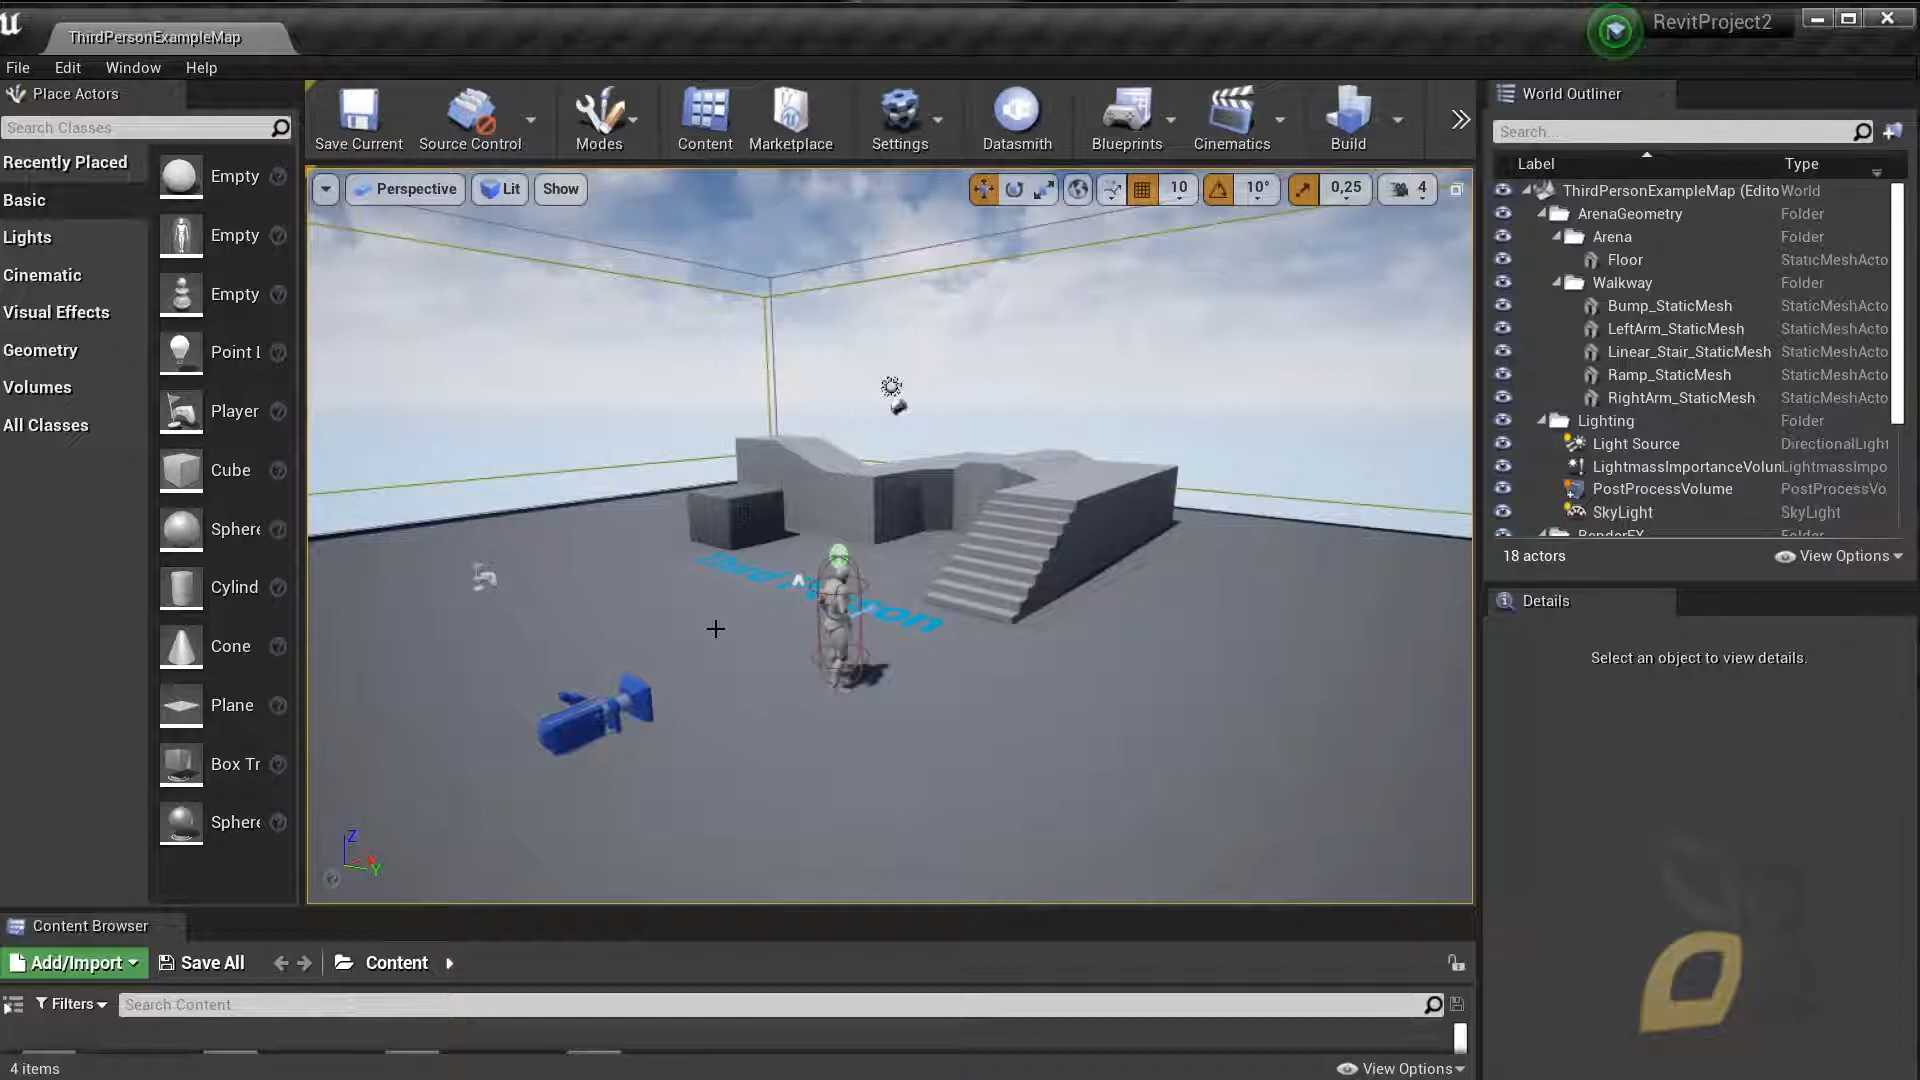 ThirdPersonExampleMap
RevitProject2
File Edit Window Help
Place Actors
Search Classes
Recently Placed
Basic
Lights
Cinematic
Visual Effects
Geometry
Volumes
All Classes
Empty
Empty
Empty
Point
Player
Cube
Sphere
Cylind
Cone
Plane
Box Tr
Sphere
Save Current Source Control Modes Content Marketplace Settings Datasmith Blueprints Cinematics Build
Perspective Lit Show
10 10° 0,25 4
Third Person
Z
X
Y
World Outliner
Search...
Label Type
ThirdPersonExampleMap (Edito World
ArenaGeometry Folder
Arena Folder
Floor StaticMeshActo
Walkway Folder
Bump_StaticMesh StaticMeshActo
LeftArm_StaticMesh StaticMeshActo
Linear_Stair_StaticMesh StaticMeshActo
Ramp_StaticMesh StaticMeshActo
RightArm_StaticMesh StaticMeshActo
Lighting Folder
Light Source DirectionalLight
LightmassImportanceVolum LightmassImpo
PostProcessVolume PostProcessVo
SkyLight SkyLight
RenderFX Folder
18 actors View Options
Details
Select an object to view details.
Content Browser
Add/Import Save All Content
Filters Search Content
4 items View Options